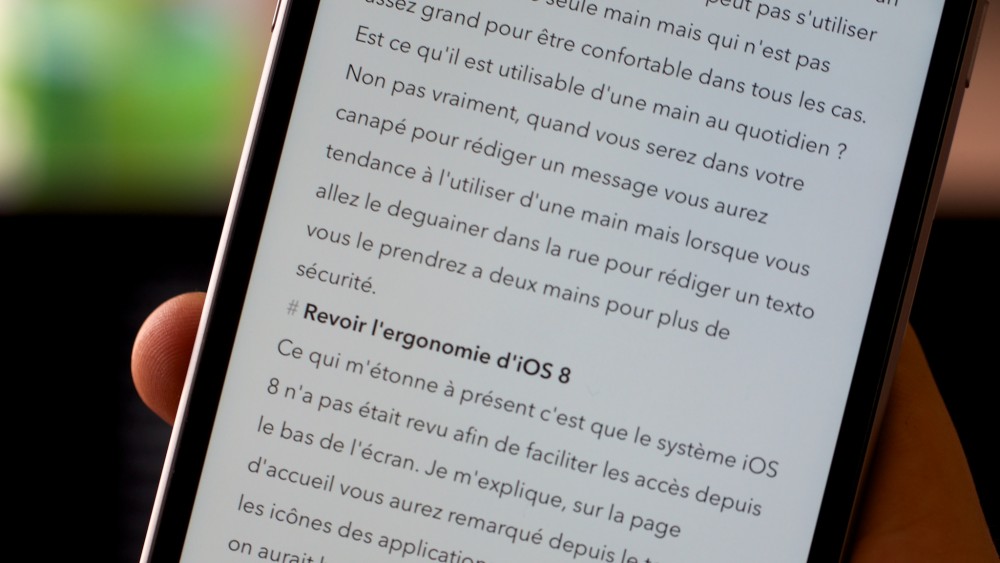 seule main mais qui n'est pas peut pas s'utiliser
assez grand pour être confortable dans tous les cas.
Est ce qu'il est utilisable d'une main au quotidien ?
Non pas vraiment, quand vous serez dans votre
canapé pour rédiger un message vous aurez
tendance à l'utiliser d'une main mais lorsque vous
allez le deguainer dans la rue pour rédiger un texto
vous le prendrez a deux mains pour plus de
sécurité.
# Revoir l'ergonomie d'iOS 8
Ce qui m'étonne à présent c'est que le système iOS
8 n'a pas était revu afin de faciliter les accès depuis
le bas de l'écran. Je m'explique, sur la page
d'accueil vous aurez remarqué depuis le
les icônes des application
on aurait